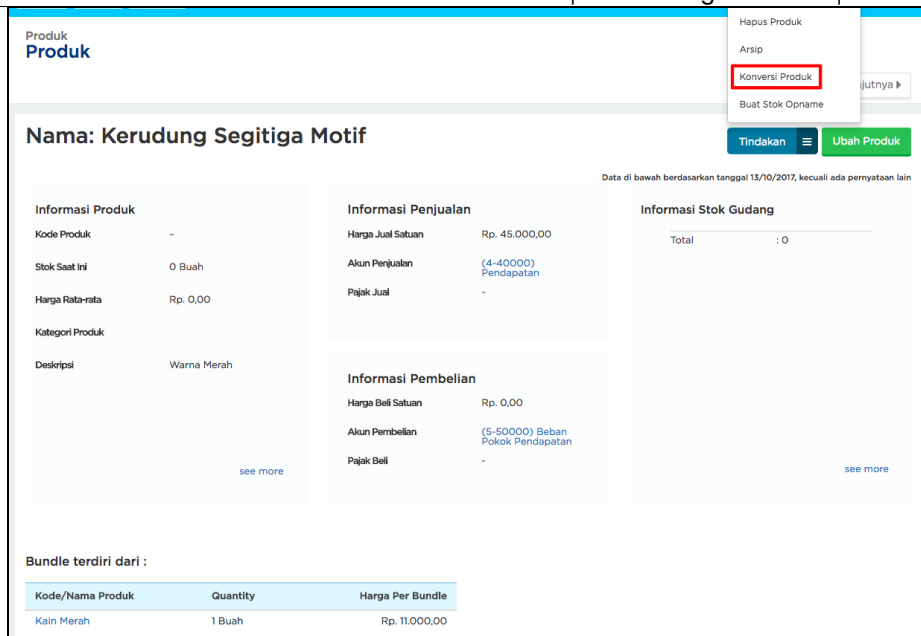 Hapus Produk
Produk
Produk
Arsip
Konversi Produk
jutnya
Buat Stok Opname
Nama: Kerudung Segitiga Motif
Tindakan
Ubah Produk
Data di bawah berdasarkan tanggal 13/10/2017, kecuali ada pernyataan lain
Informasi Produk
Kode Produk -
Stok Saat Ini 0 Buah
Harga Rata-rata Rp. 0,00
Kategori Produk
Deskripsi Warna Merah
see more
Informasi Penjualan
Harga Jual Satuan Rp. 45.000,00
Akun Penjualan (4-40000)
Pendapatan
Pajak Jual -
Informasi Pembelian
Harga Beli Satuan Rp. 0,00
Akun Pembelian (5-50000) Beban
Pokok Pendapatan
Pajak Beli -
Informasi Stok Gudang
Total : 0
see more
Bundle terdiri dari :
Kode/Nama Produk Quantity Harga Per Bundle
Kain Merah 1 Buah Rp. 11.000,00